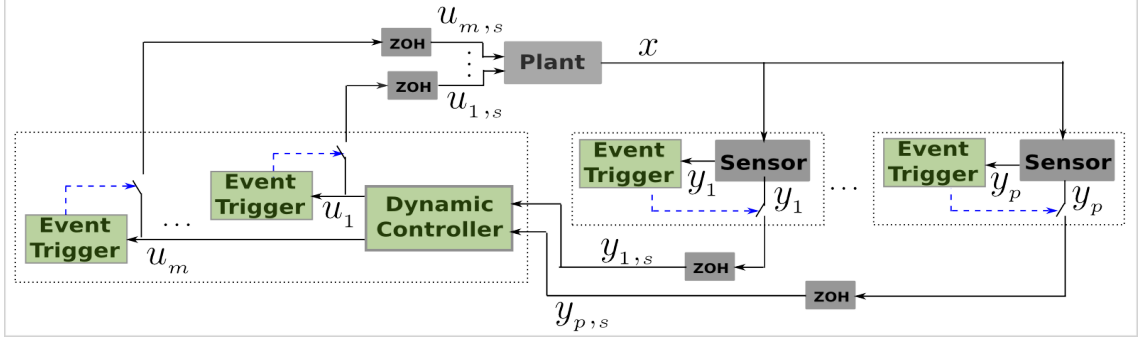 u_{m,s}
ZOH
Plant
x
ZOH
u_{1,s}
Event
Trigger
Sensor
y_1
y_1
...
Event
Trigger
Sensor
y_p
y_p
Event
Trigger
u_1
Dynamic
Controller
Event
Trigger
...
u_m
y_{1,s}
ZOH
ZOH
y_{p,s}